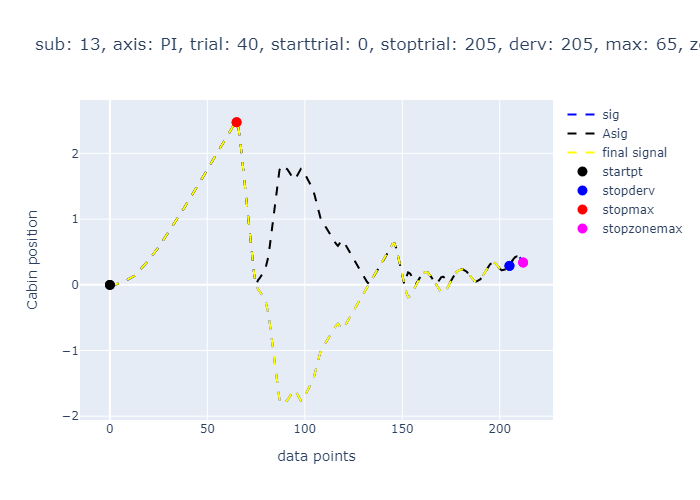 sub: 13, axis: PI, trial: 40, starttrial: 0, stoptrial: 205, derv: 205, max: 65,
sig
Asig
final signal
startpt
stopderv
stopmax
stopzonemax
Cabin position
2
1
0
−1
−2
0
50
100
150
200
data points